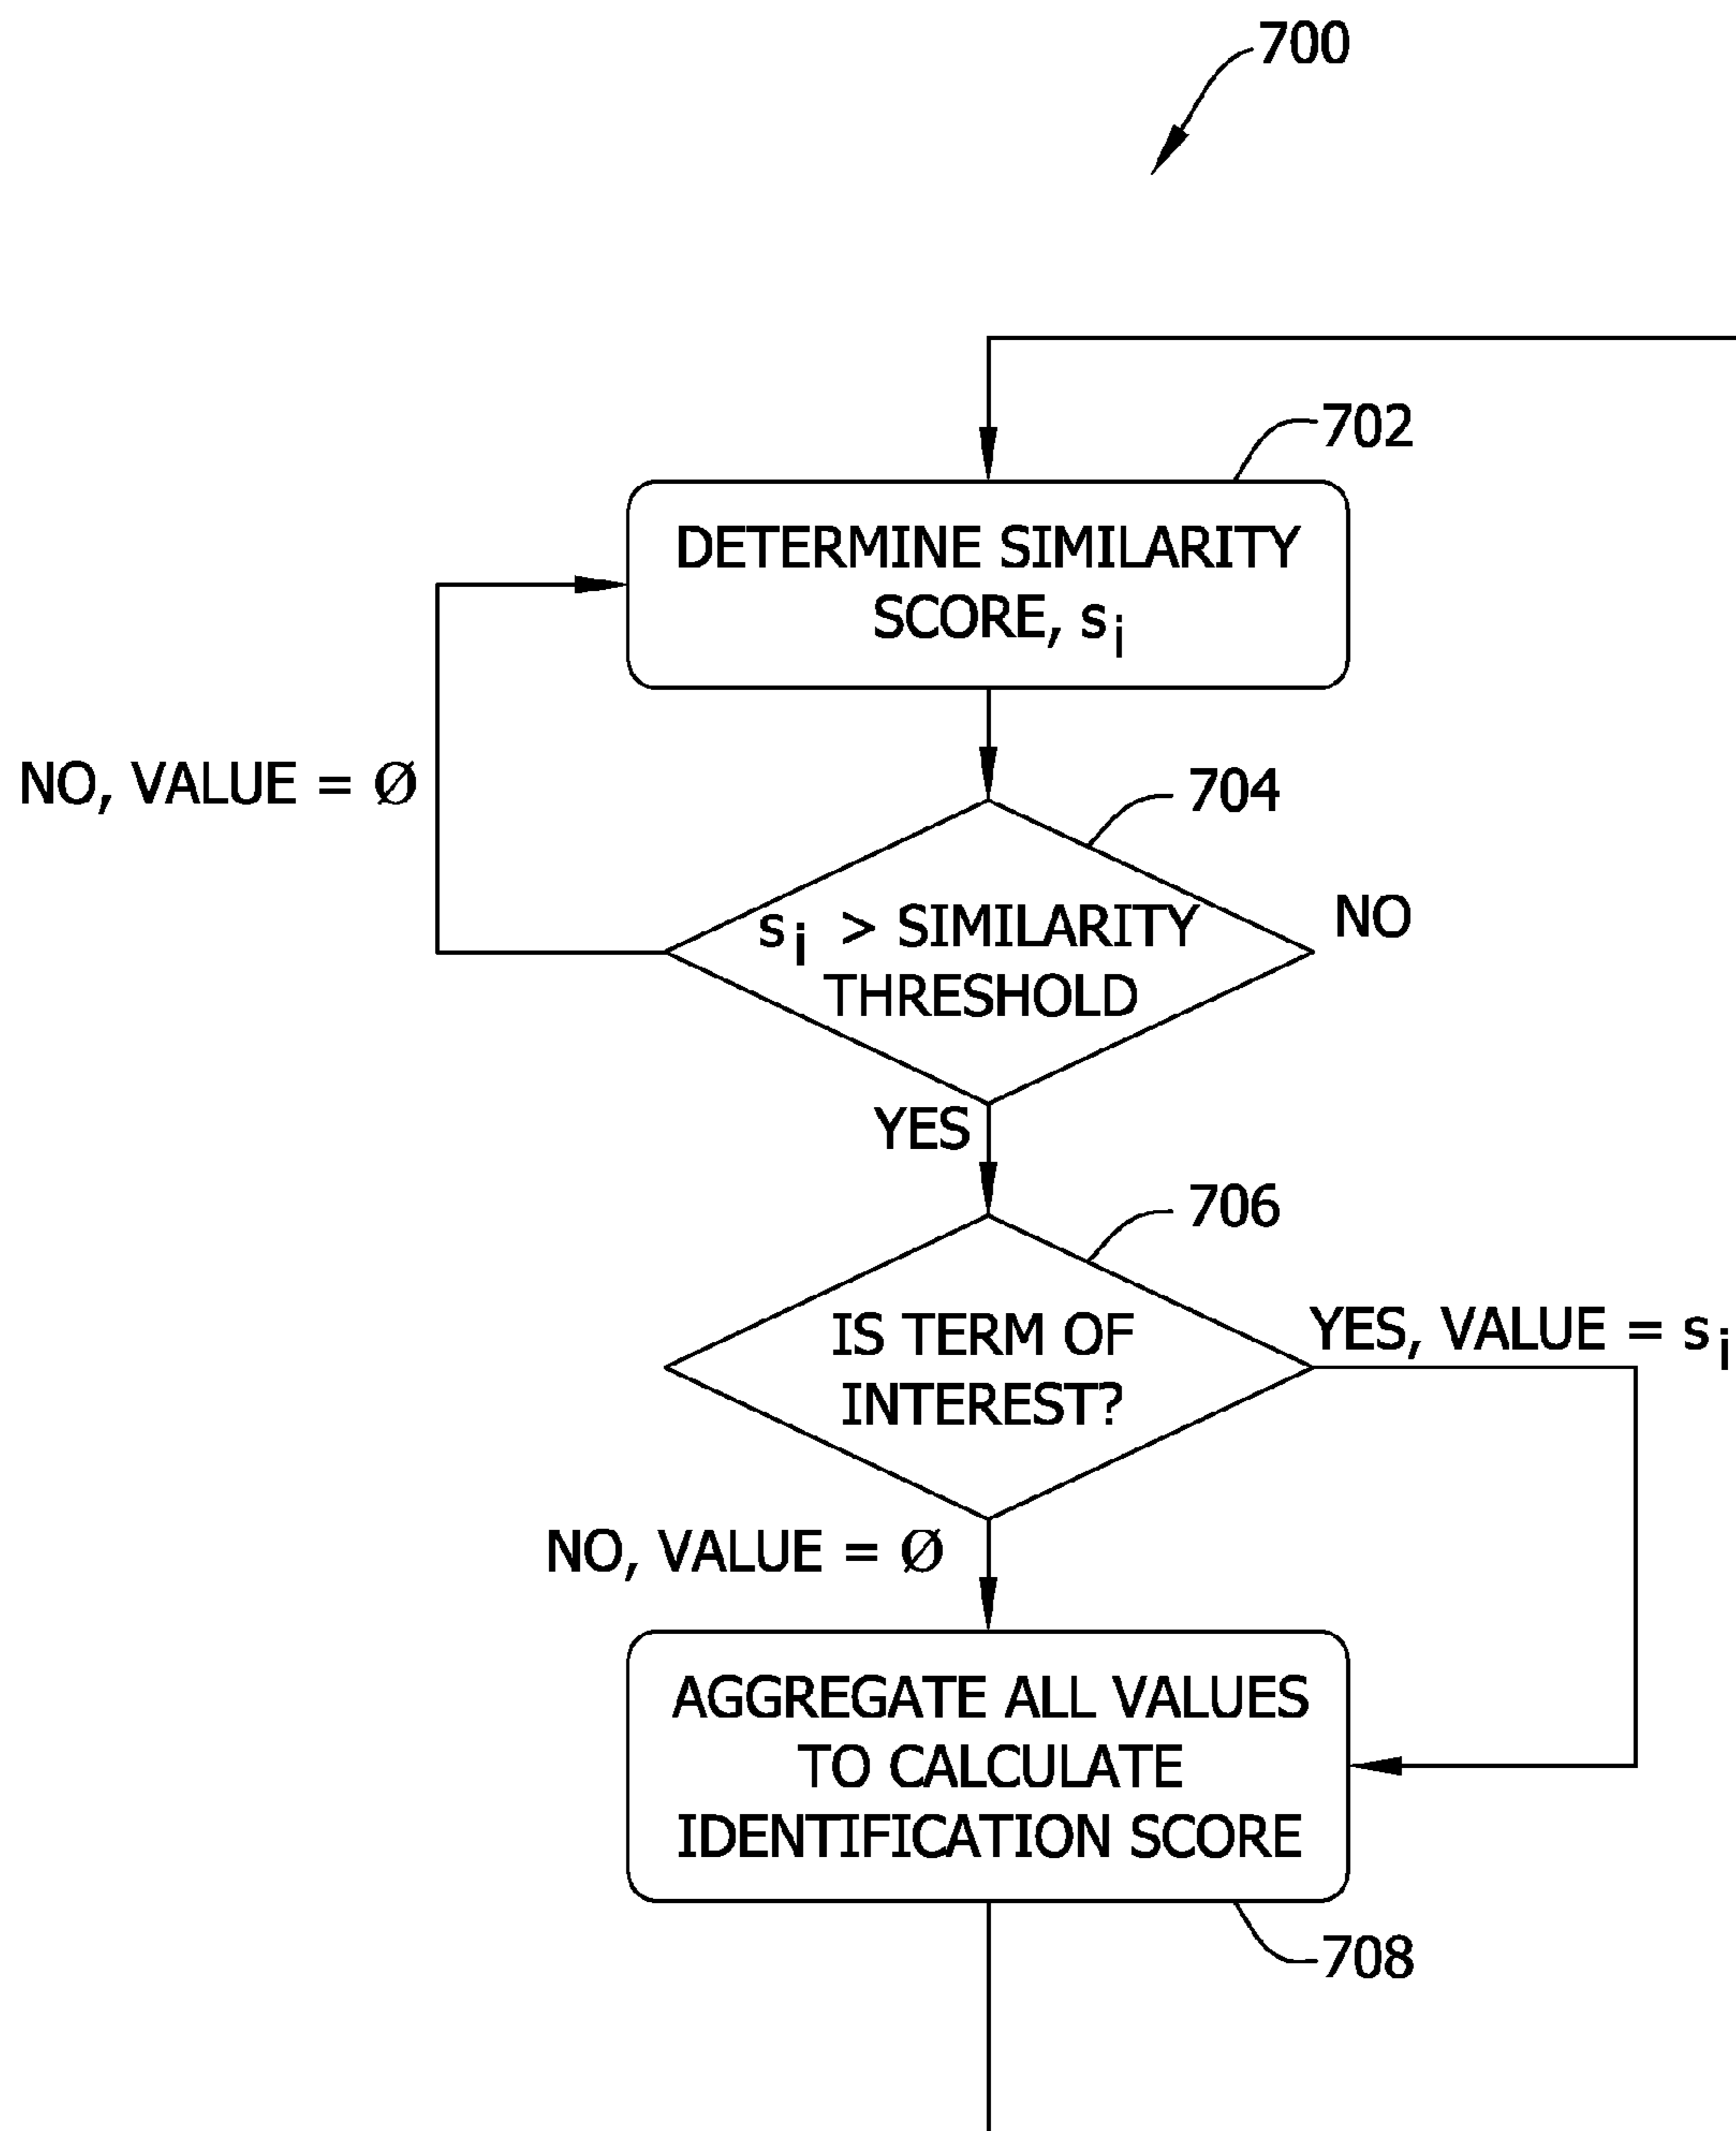 700
702
DETERMINE SIMILARITY
SCORE, si
NO, VALUE = Ø
704
si > SIMILARITY
THRESHOLD
NO
YES
706
IS TERM OF
INTEREST?
YES, VALUE = si
NO, VALUE = Ø
AGGREGATE ALL VALUES
TO CALCULATE
IDENTIFICATION SCORE
708